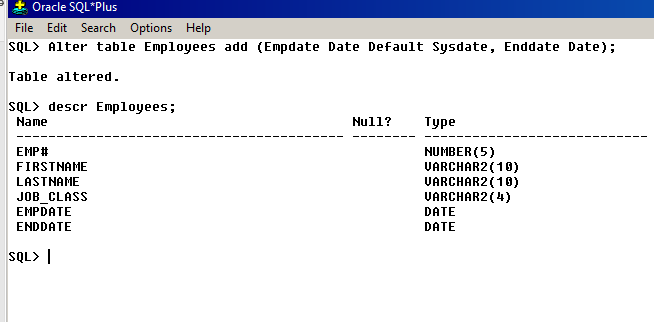 Oracle SQL*Plus
File Edit Search Options Help
SQL> Alter table Employees add (Empdate Date Default Sysdate, Enddate Date);
Table altered.
SQL> descr Employees;
Name Null? Type
----------------------------------------- -------- ----------------------------
EMP# NUMBER(5)
FIRSTNAME VARCHAR2(10)
LASTNAME VARCHAR2(10)
JOB_CLASS VARCHAR2(4)
EMPDATE DATE
ENDDATE DATE
SQL>